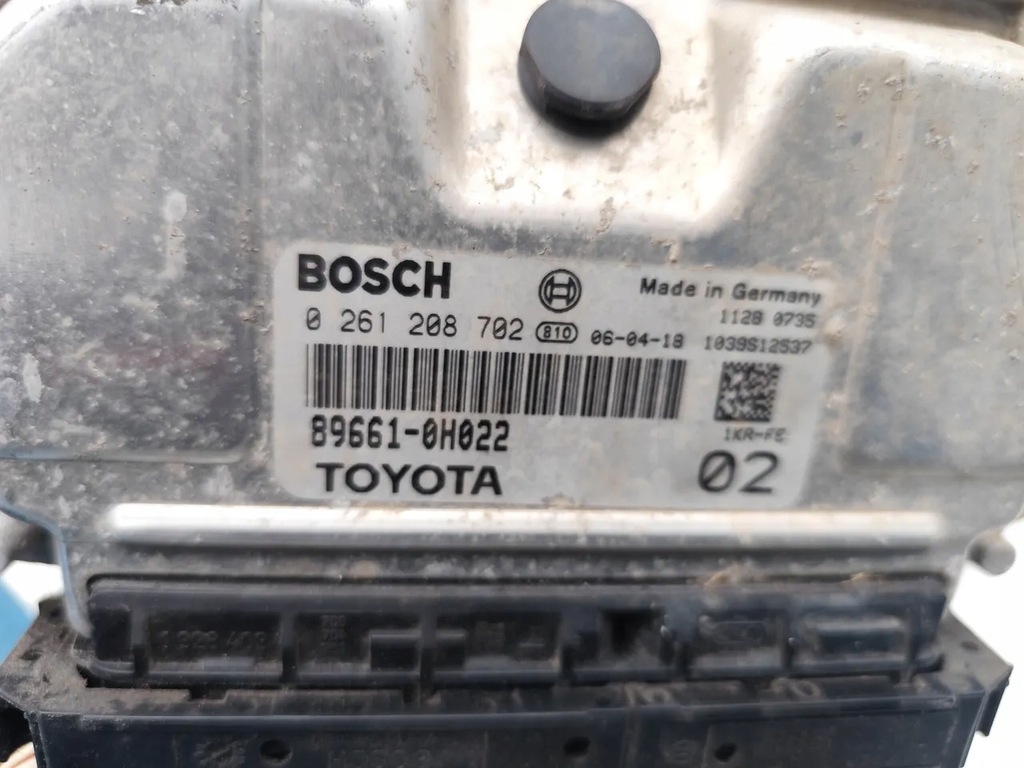 BOSCH Made in Germany
0 261 208 702 810 06-04-18 1128 0735
1039S12537
89661-0H022 1KR-FE
TOYOTA 02